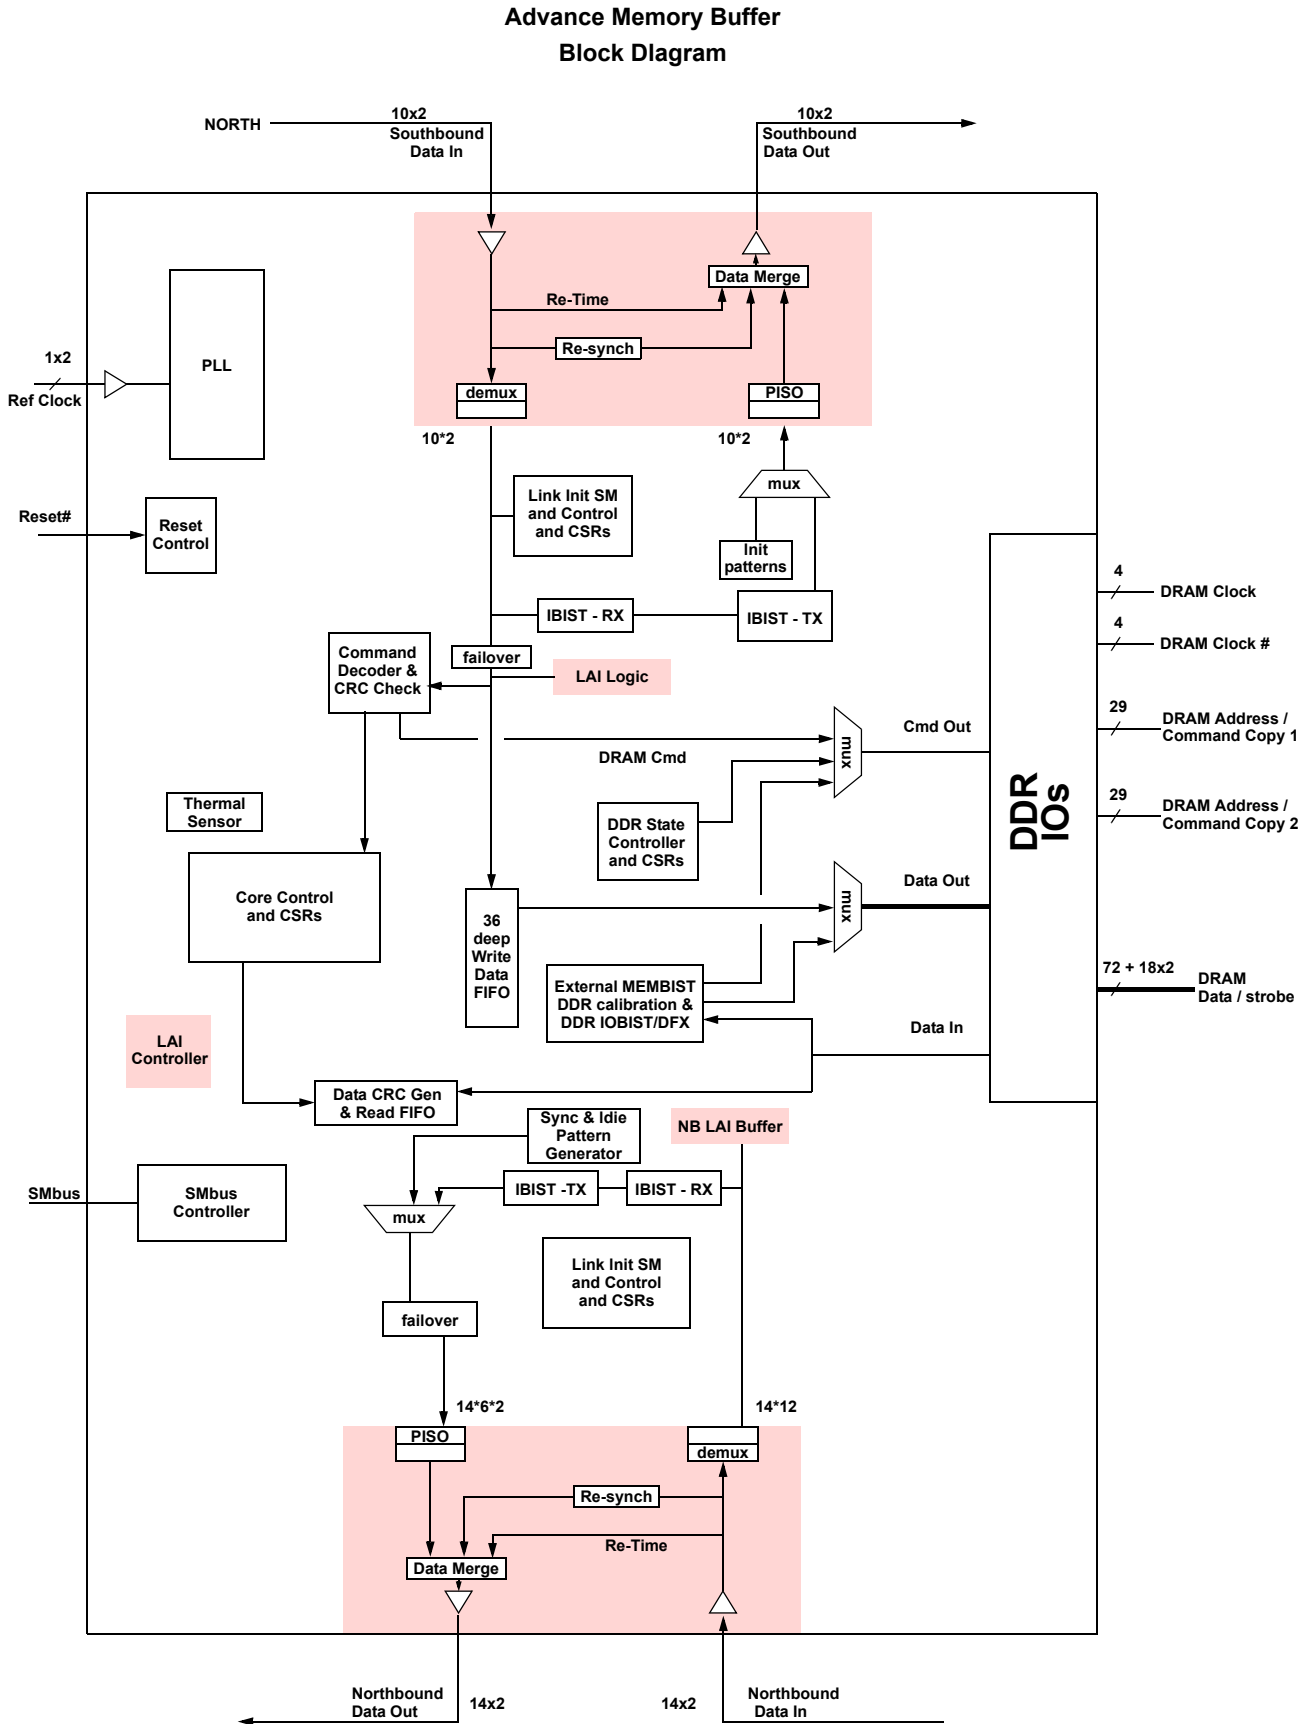 Advance Memory Buffer
Block DIagram
10x2
10x2
NORTH
Southbound
Data In
Southbound
Data Out
Data Merge
Re-Time
Re-synch
1x2
PLL
Ref Clock
demux
PISO
10*2
10*2
mux
Link Init SM
and Control
and CSRs
Reset#
Reset
Control
Init
patterns
4
DRAM Clock
IBIST - RX
IBIST - TX
4
DRAM Clock #
Command
Decoder &
CRC Check
failover
LAI Logic
29
DRAM Address /
Command Copy 1
Cmd Out
mux
DRAM Cmd
DDR
IOs
Thermal
Sensor
29
DRAM Address /
Command Copy 2
DDR State
Controller
and CSRs
Core Control
and CSRs
Data Out
mux
36
deep
Write
Data
FIFO
72 + 18x2
DRAM
Data / strobe
External MEMBIST
DDR calibration &
DDR IOBIST/DFX
Data In
LAI
Controller
Data CRC Gen
& Read FIFO
Sync & Idie
Pattern
Generator
NB LAI Buffer
SMbus
SMbus
Controller
IBIST -TX
IBIST - RX
mux
Link Init SM
and Control
and CSRs
failover
14*6*2
14*12
PISO
demux
Re-synch
Re-Time
Data Merge
Northbound
Data Out
14x2
14x2
Northbound
Data In